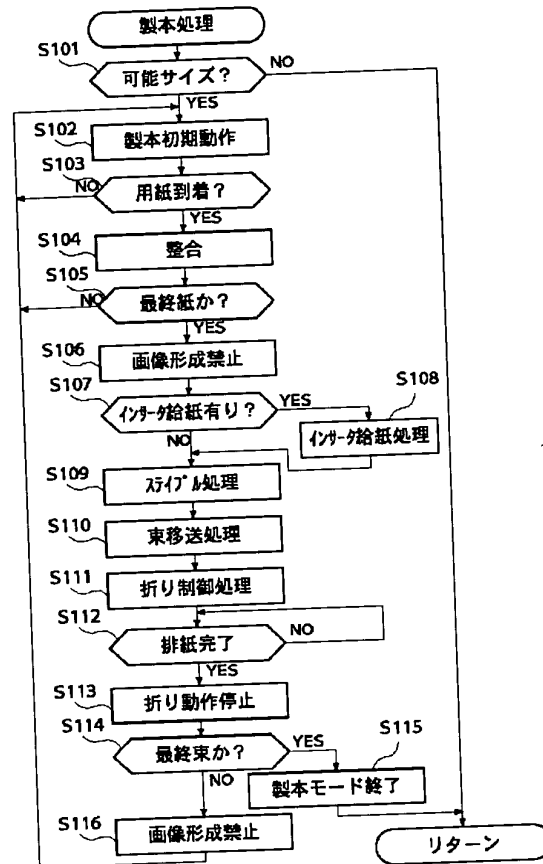 製本処理
S101
可能サイズ?
NO
YES
S102
製本初期動作
S103
NO
用紙到着?
YES
S104
整合
S105
NO
最終紙か?
YES
S106
画像形成禁止
S107
インサータ給紙有り?
YES
S108
NO
インサータ給紙処理
S109
ステイプル処理
S110
束移送処理
S111
折り制御処理
S112
排紙完了
NO
YES
S113
折り動作停止
S114
最終束か?
YES
S115
NO
製本モード終了
S116
画像形成禁止
リターン